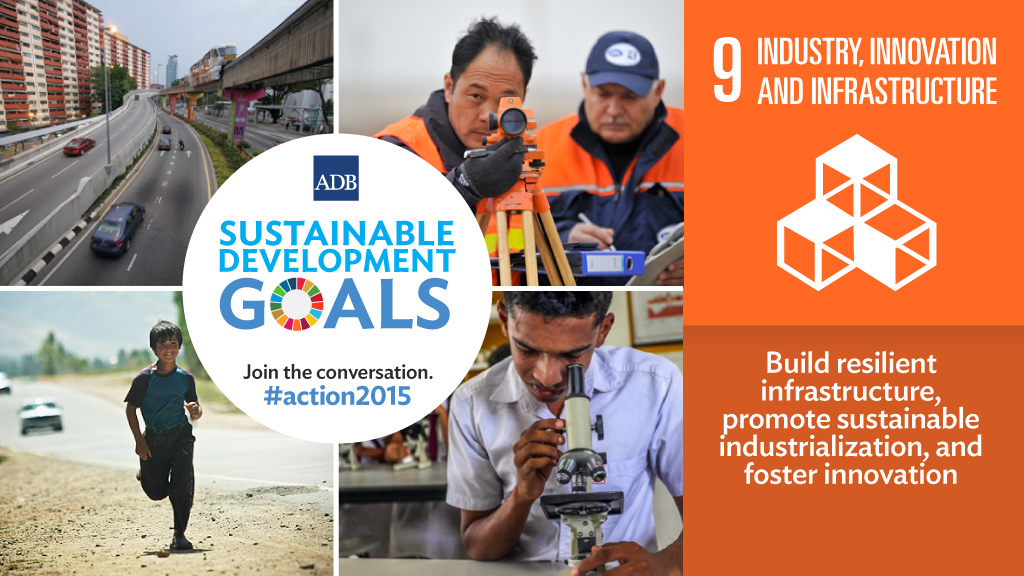 ADB
SUSTAINABLE
DEVELOPMENT
GOALS
Join the conversation.
#action2015
9 INDUSTRY, INNOVATION
AND INFRASTRUCTURE
Build resilient
infrastructure,
promote sustainable
industrialization, and
foster innovation